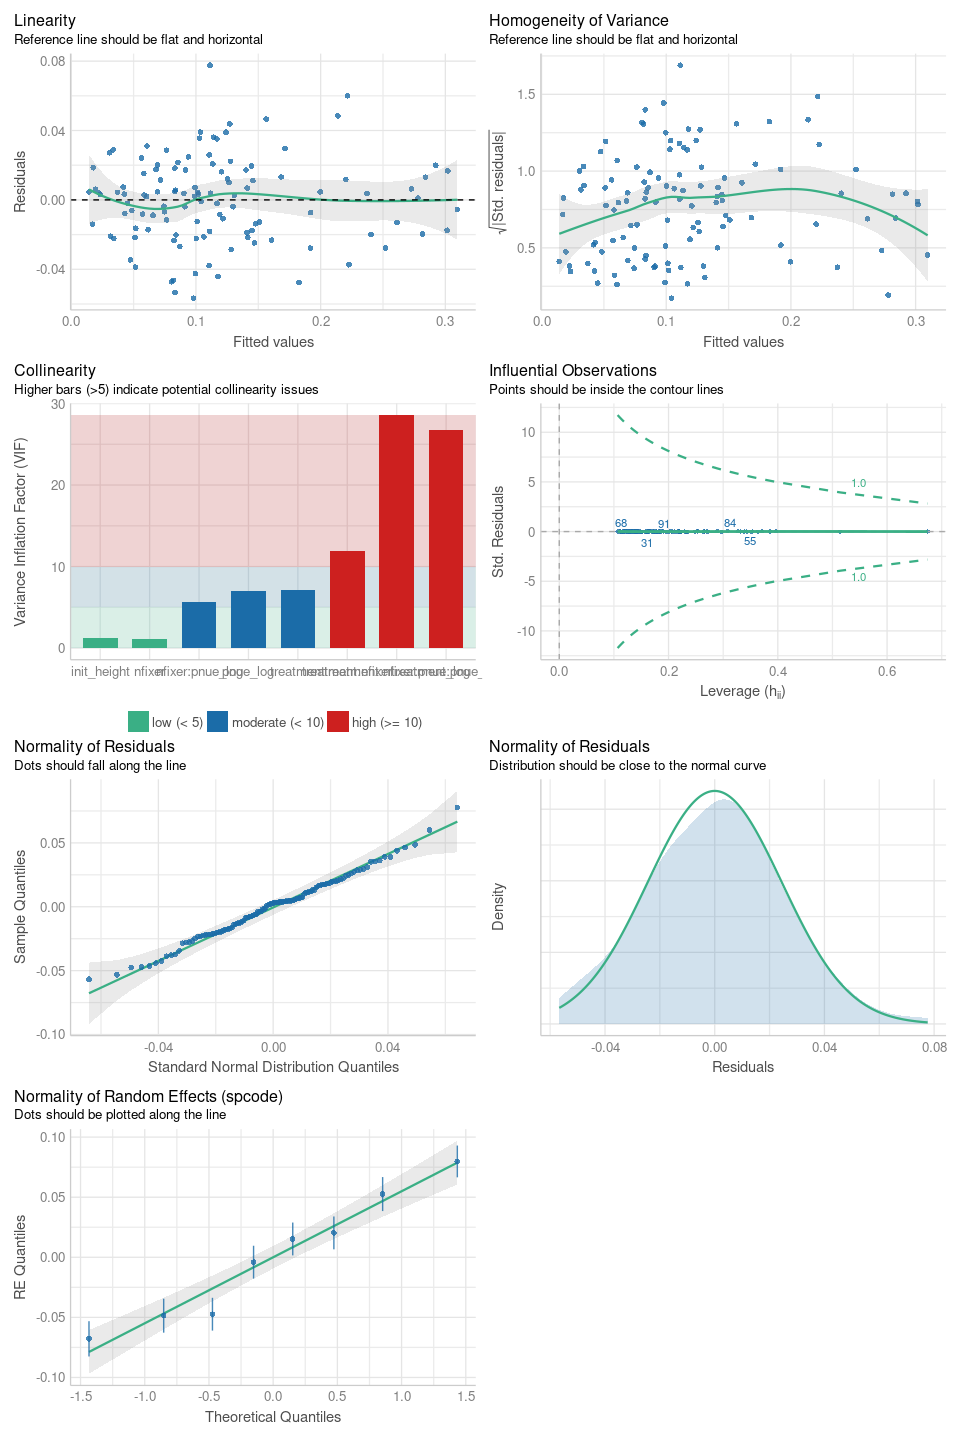 Linearity
Reference line should be flat and horizontal
Residuals
0.08
0.04
0.00
-0.04
0.0
0.1
0.2
0.3
Fitted values
Homogeneity of Variance
Reference line should be flat and horizontal
√|Std. residuals|
1.5
1.0
0.5
0.0
0.1
0.2
0.3
Fitted values
Collinearity
Higher bars (>5) indicate potential collinearity issues
Variance Inflation Factor (VIF)
30
20
10
0
init_height
nfixer
low (< 5)
moderate (< 10)
high (>= 10)
Influential Observations
Points should be inside the contour lines
Std. Residuals
10
5
0
-5
-10
1.0
68
91
84
31
55
1.0
0.0
0.2
0.4
0.6
Leverage (hii)
Normality of Residuals
Dots should fall along the line
Sample Quantiles
0.05
0.00
-0.05
-0.10
-0.04
0.00
0.04
Standard Normal Distribution Quantiles
Normality of Residuals
Distribution should be close to the normal curve
Density
-0.04
0.00
0.04
0.08
Residuals
Normality of Random Effects (spcode)
Dots should be plotted along the line
RE Quantiles
0.10
0.05
0.00
-0.05
-0.10
-1.5
-1.0
-0.5
0.0
0.5
1.0
1.5
Theoretical Quantiles